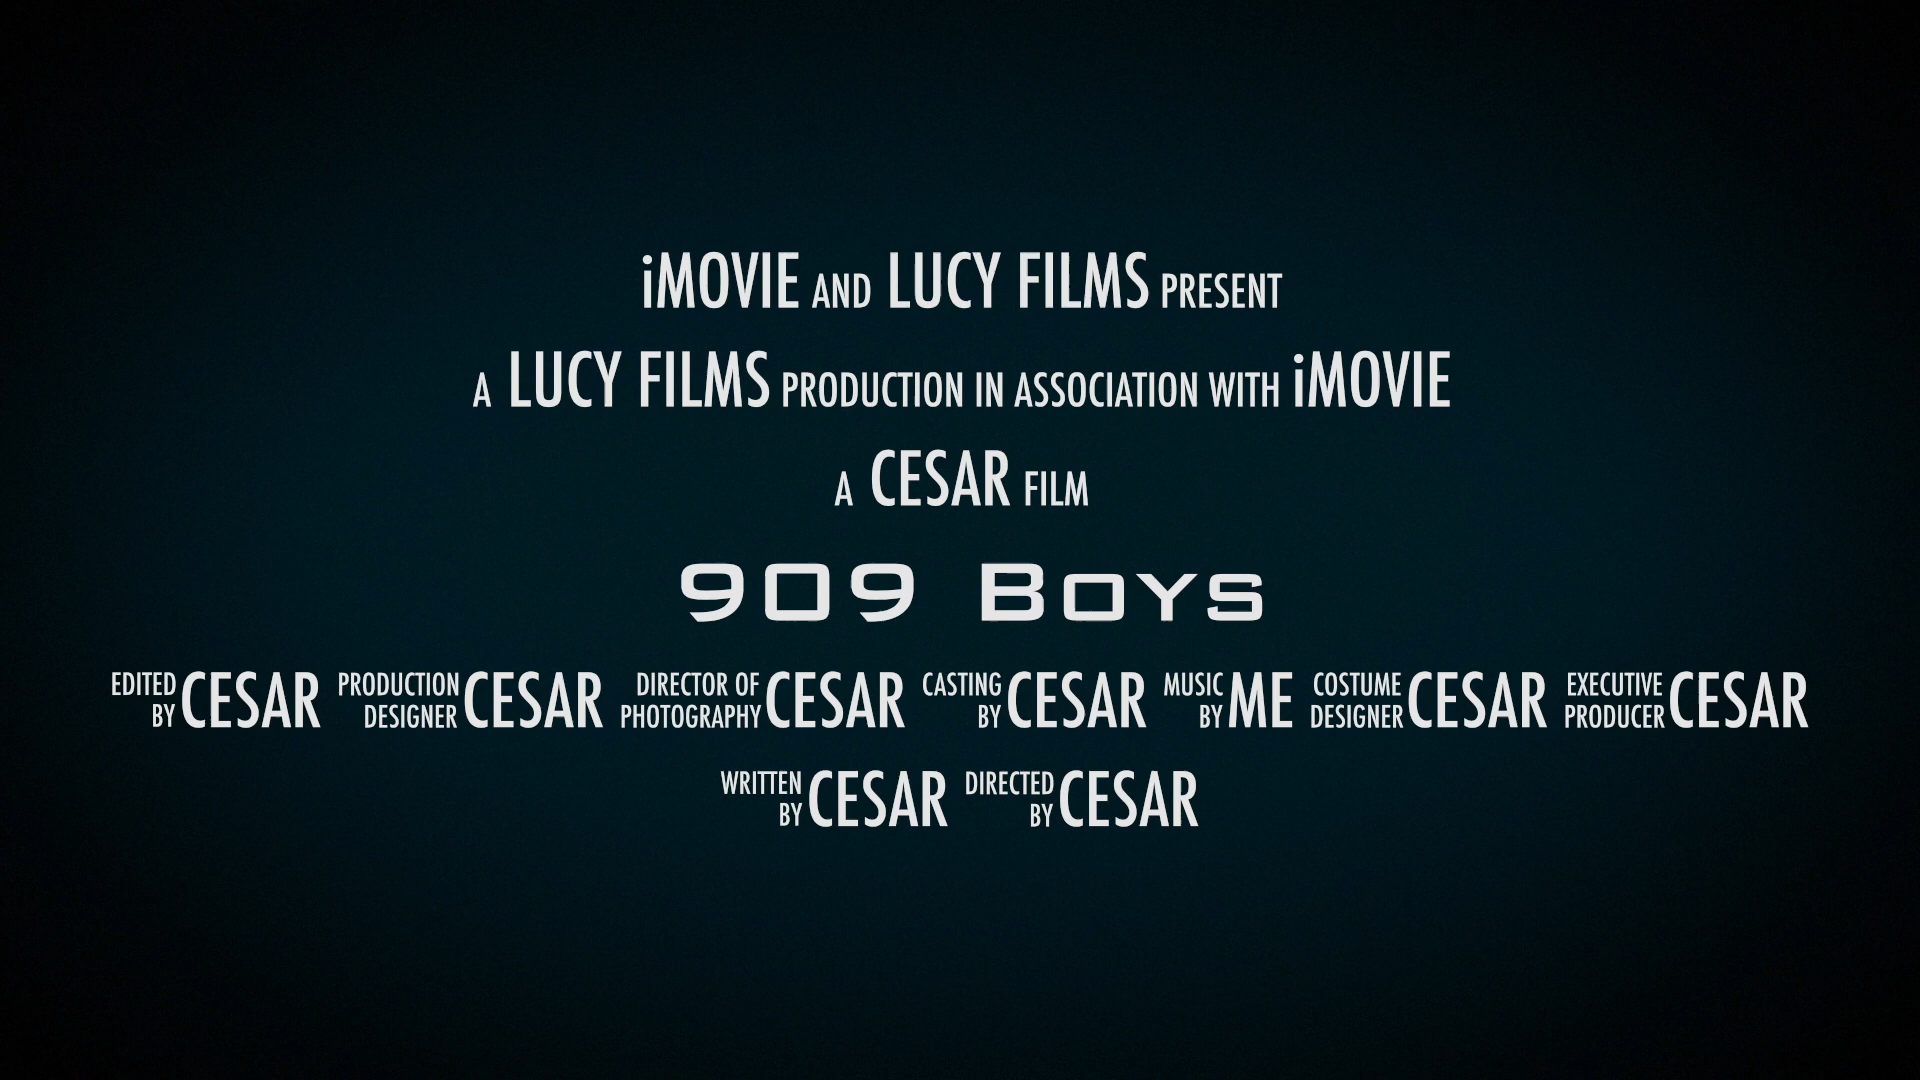 iMOVIE AND LUCY FILMS PRESENT
A LUCY FILMS PRODUCTION IN ASSOCIATION WITH iMOVIE
A CESAR FILM
909 Boys
EDITED BY CESAR PRODUCTION DESIGNER CESAR DIRECTOR OF PHOTOGRAPHY CESAR CASTING BY CESAR MUSIC BY ME COSTUME DESIGNER CESAR EXECUTIVE PRODUCER CESAR
WRITTEN BY CESAR DIRECTED BY CESAR